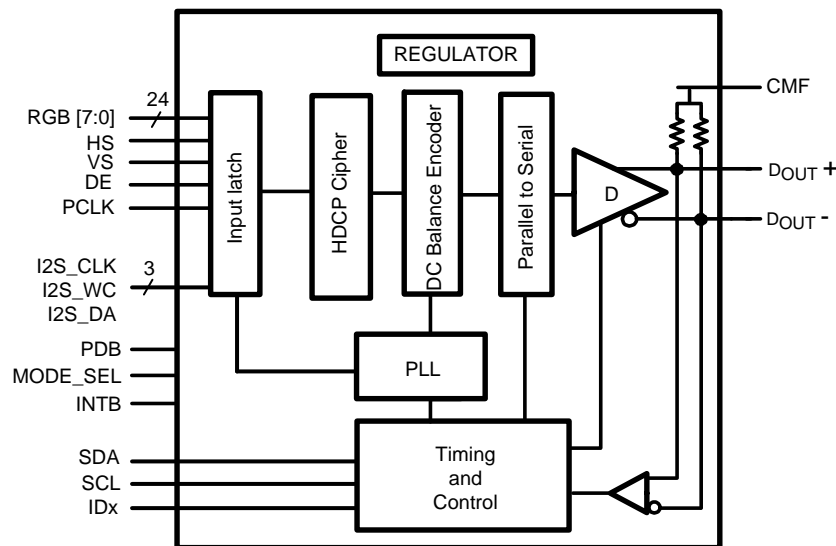 REGULATOR
CMF
24
RGB [7:0]
HS
VS
DE
PCLK
Input latch
HDCP Cipher
DC Balance Encoder
Parallel to Serial
D
DOUT +
DOUT -
I2S_CLK
3
I2S_WC
I2S_DA
PDB
MODE_SEL
INTB
PLL
SDA
SCL
IDx
Timing
and
Control